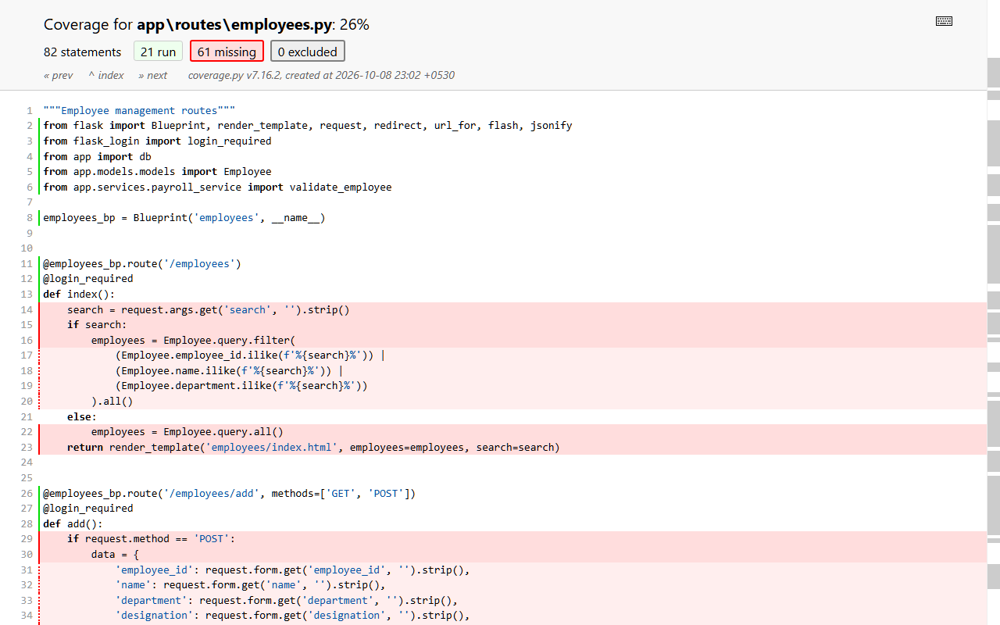 Coverage for app\routes\employees.py: 26%
82 statements 21 run 61 missing 0 excluded
« prev ^ index » next coverage.py v7.16.2, created at 2026-10-08 23:02 +0530
1 """Employee management routes"""
2 from flask import Blueprint, render_template, request, redirect, url_for, flash, jsonify
3 from flask_login import login_required
4 from app import db
5 from app.models.models import Employee
6 from app.services.payroll_service import validate_employee
7
8 employees_bp = Blueprint('employees', __name__)
9
10
11 @employees_bp.route('/employees')
12 @login_required
13 def index():
14     search = request.args.get('search', '').strip()
15     if search:
16         employees = Employee.query.filter(
17             (Employee.employee_id.ilike(f'%{search}%')) |
18             (Employee.name.ilike(f'%{search}%')) |
19             (Employee.department.ilike(f'%{search}%'))
20         ).all()
21     else:
22         employees = Employee.query.all()
23     return render_template('employees/index.html', employees=employees, search=search)
24
25
26 @employees_bp.route('/employees/add', methods=['GET', 'POST'])
27 @login_required
28 def add():
29     if request.method == 'POST':
30         data = {
31             'employee_id': request.form.get('employee_id', '').strip(),
32             'name': request.form.get('name', '').strip(),
33             'department': request.form.get('department', '').strip(),
34             'designation': request.form.get('designation', '').strip(),